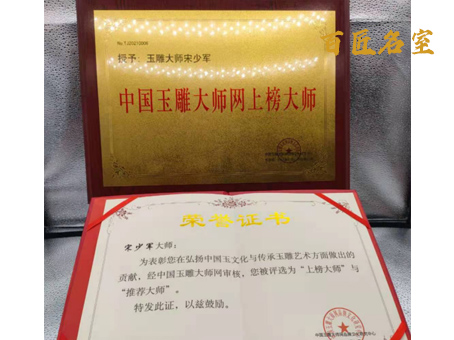 百匠名室
授予：玉雕大师宋少军
中国玉雕大师网上榜大师
荣誉证书
宋少军大师：
为表彰您在弘扬中国玉文化与传承玉雕艺术方面做出的
贡献，经中国玉雕大师网审核，您被评选为“上榜大师”与
“推荐大师”。
特发此证，以兹鼓励。